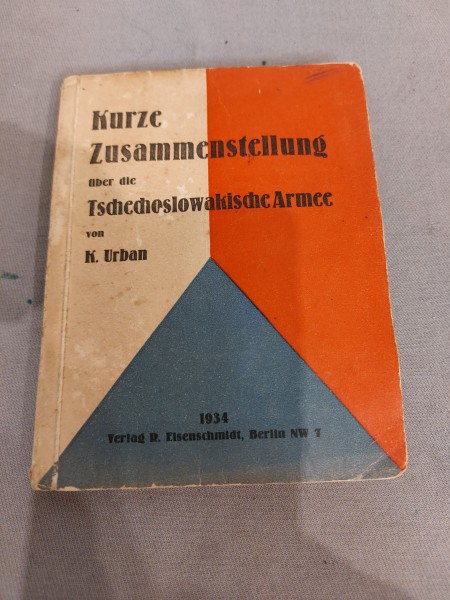 Kurze
Zusammenstellung
über die
Tschechoslowakische Armee
von
K. Urban
1934
Verlag R. Eisenschmidt, Berlin NW 7